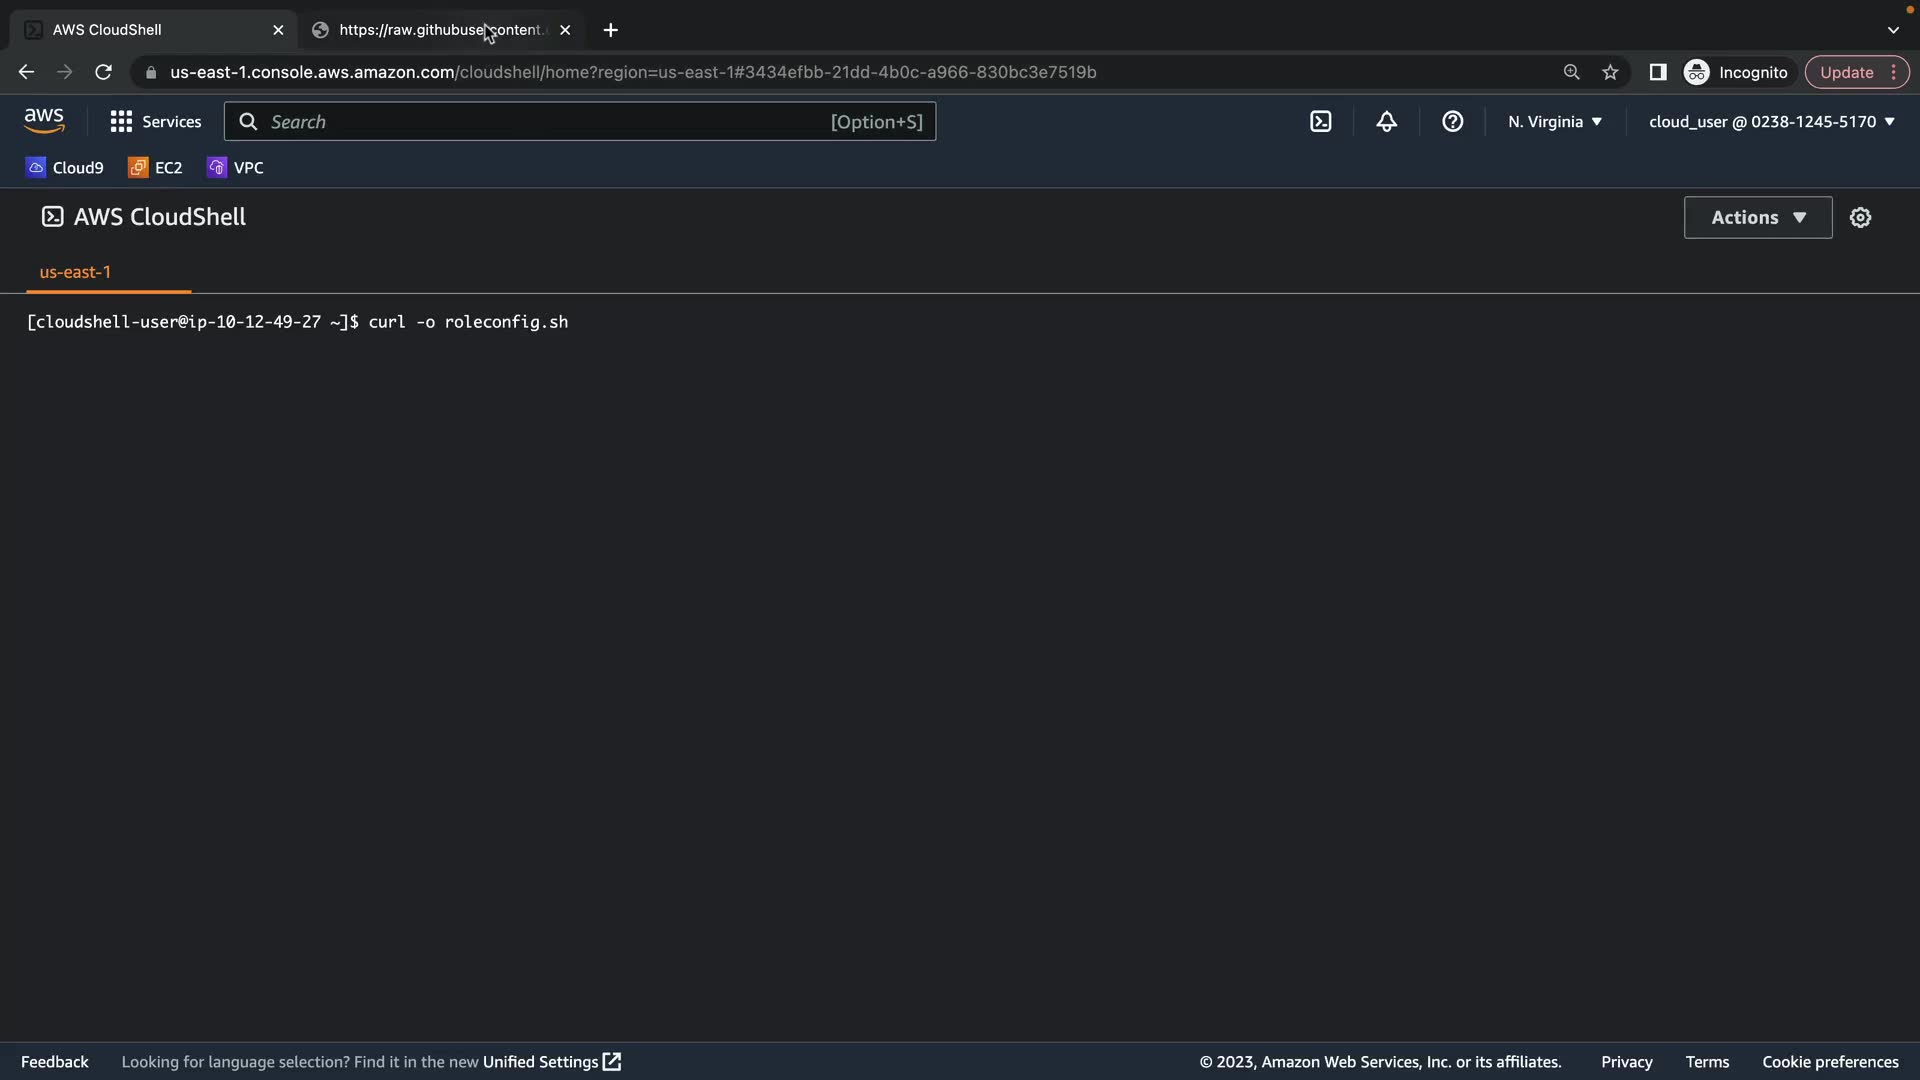 AWS CloudShell
https://raw.githubusercontent.
us-east-1.console.aws.amazon.com/cloudshell/home?region=us-east-1#3434efbb-21dd-4b0c-a966-830bc3e7519b
Incognito
Update
aws
Services
Search
[Option+S]
N. Virginia
cloud_user @ 0238-1245-5170
Cloud9
EC2
VPC
AWS CloudShell
Actions
us-east-1
[cloudshell-user@ip-10-12-49-27 ~]$ curl -o roleconfig.sh
Feedback
Looking for language selection? Find it in the new Unified Settings
© 2023, Amazon Web Services, Inc. or its affiliates.
Privacy
Terms
Cookie preferences